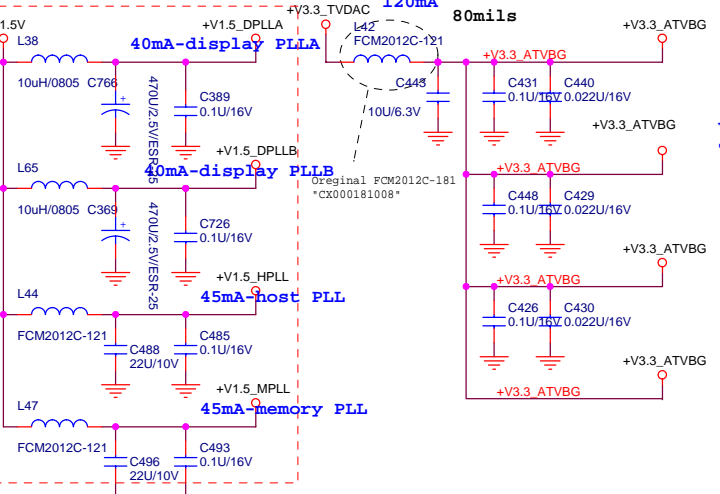 1.5V
+V1.5_DPLLA
L38
40mA-display PLLA
10uH/0805
C766
470U/2.5V/ESR-25
C389
0.1U/16V
+V1.5_DPLLB
L65
40mA-display PLLB
10uH/0805
C369
470U/2.5V/ESR-25
C726
0.1U/16V
+V1.5_HPLL
L44
45mA-host PLL
FCM2012C-121
C488
22U/10V
C485
0.1U/16V
+V1.5_MPLL
L47
45mA-memory PLL
FCM2012C-121
C496
22U/10V
C493
0.1U/16V
+V3.3_TVDAC
120mA
80mils
L42
FCM2012C-121
C443
10U/6.3V
Oreginal FCM2012C-181
"CX000181008"
+V3.3_ATVBG
+V3.3_ATVBG
C431
0.1U/16V
C440
0.022U/16V
+V3.3_ATVBG
+V3.3_ATVBG
C448
0.1U/16V
C429
0.022U/16V
+V3.3_ATVBG
+V3.3_ATVBG
C426
0.1U/16V
C430
0.022U/16V
+V3.3_ATVBG
+V3.3_ATVBG